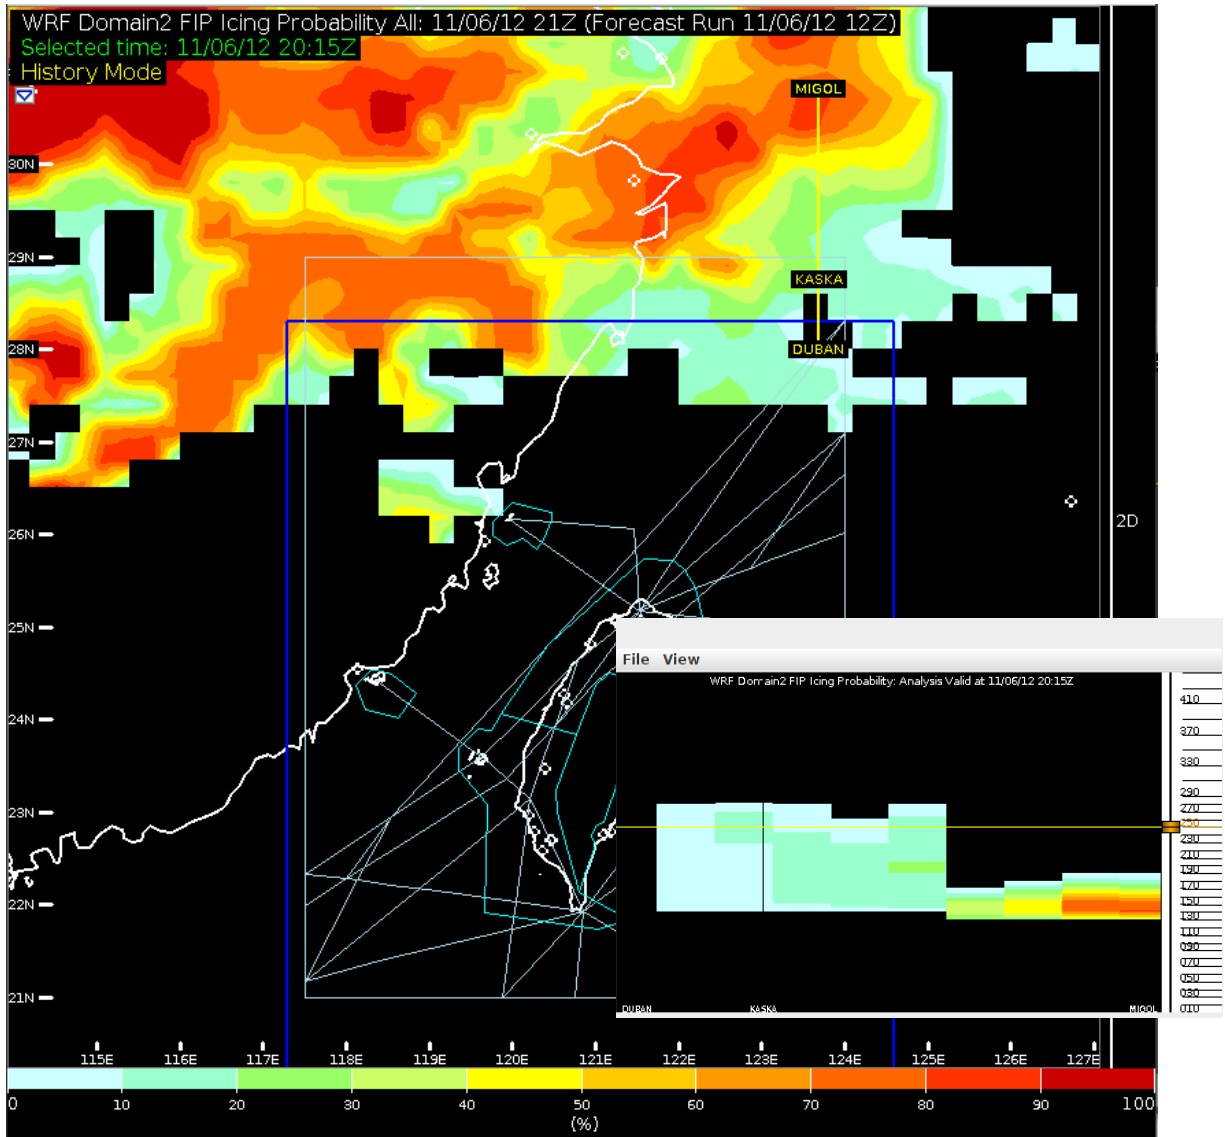 WRF Domain2 FIP Icing Probability All: 11/06/12 21Z (Forecast Run 11/06/12 12Z)
Selected time: 11/06/12 20:15Z
History Mode
MIGOL
30N
29N
KASKA
28N
DUBAN
27N
26N
2D
25N
24N
23N
22N
21N
File View
WRF Domain2 FIP Icing Probability: Analysis Valid at 11/06/12 20:15Z
410
370
330
290
270
250
230
210
190
170
150
130
110
090
070
050
030
010
DUBAN KASKA MIGOL
115E 116E 117E 118E 119E 120E 121E 122E 123E 124E 125E 126E 127E
0 10 20 30 40 50 60 70 80 90 100
(%)